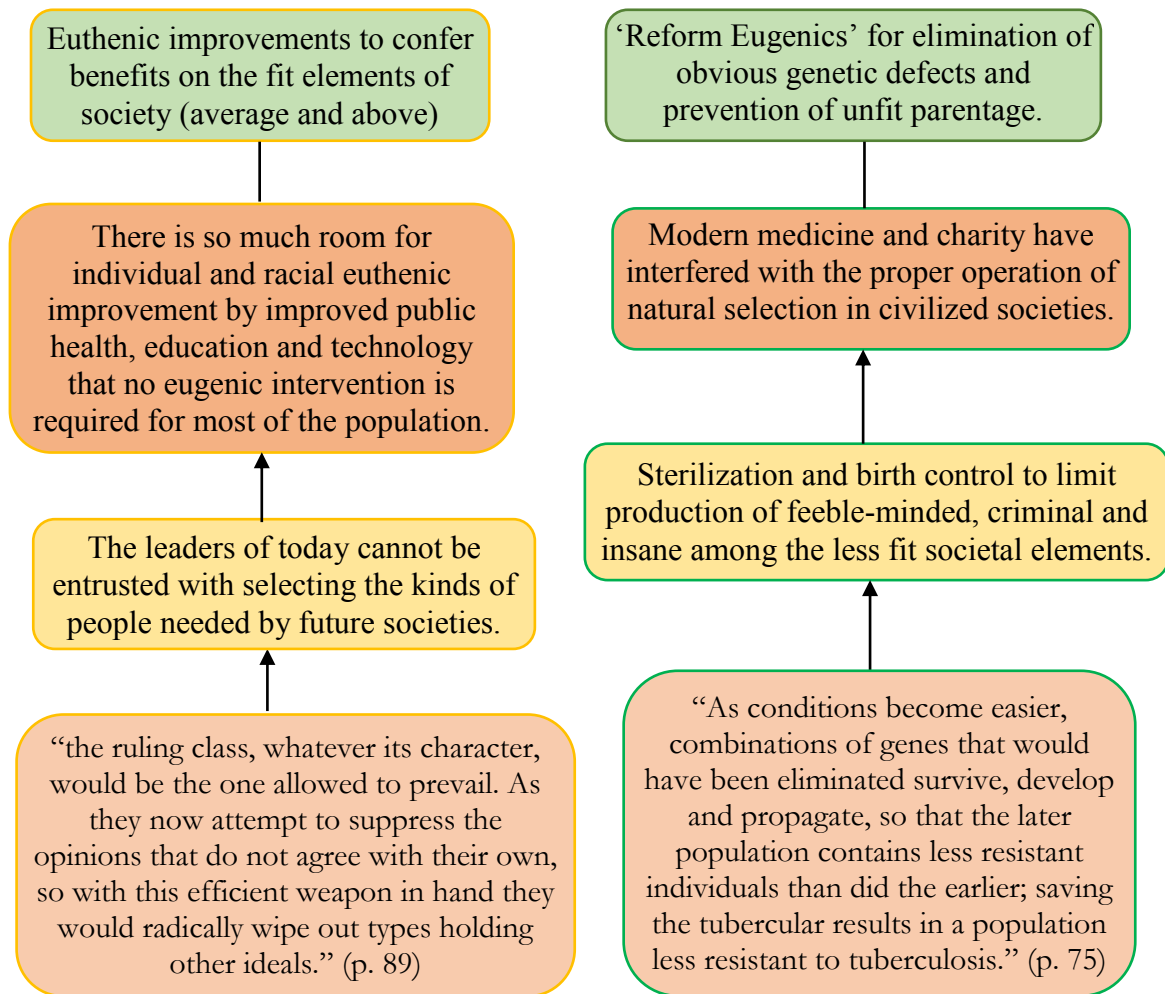 Euthenic improvements to confer
benefits on the fit elements of
society (average and above)
There is so much room for
individual and racial euthenic
improvement by improved public
health, education and technology
that no eugenic intervention is
required for most of the population.
The leaders of today cannot be
entrusted with selecting the kinds of
people needed by future societies.
“the ruling class, whatever its character,
would be the one allowed to prevail. As
they now attempt to suppress the
opinions that do not agree with their own,
so with this efficient weapon in hand they
would radically wipe out types holding
other ideals.” (p. 89)
‘Reform Eugenics’ for elimination of
obvious genetic defects and
prevention of unfit parentage.
Modern medicine and charity have
interfered with the proper operation of
natural selection in civilized societies.
Sterilization and birth control to limit
production of feeble-minded, criminal and
insane among the less fit societal elements.
“As conditions become easier,
combinations of genes that would
have been eliminated survive, develop
and propagate, so that the later
population contains less resistant
individuals than did the earlier; saving
the tubercular results in a population
less resistant to tuberculosis.” (p. 75)